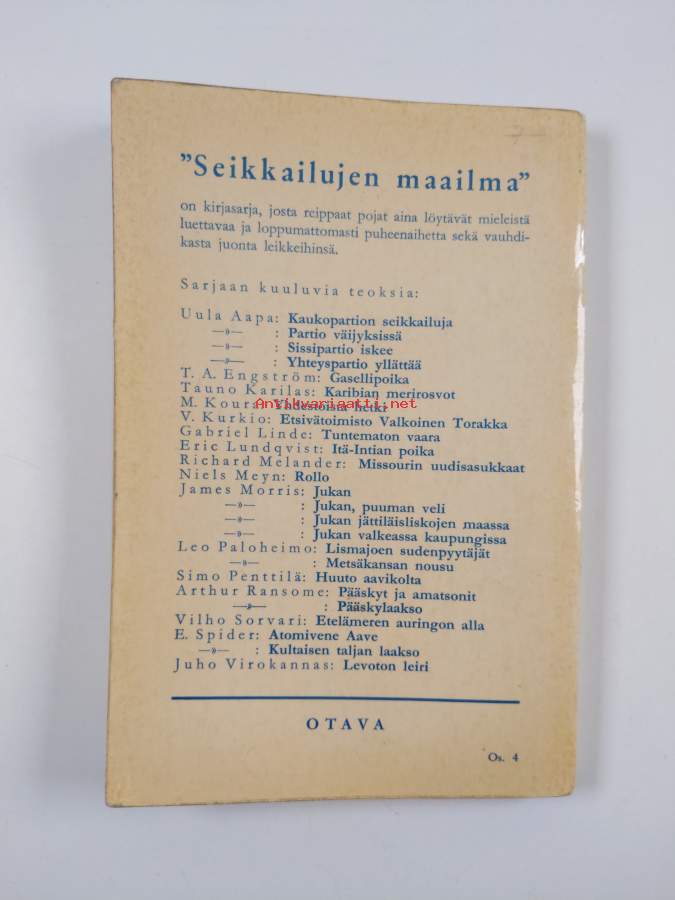 "Seikkailujen maailma"
on kirjasarja, josta reippaat pojat aina löytävät mieleistä
luettavaa ja loppumattomasti puheenaihetta sekä vauhdi-
kasta juonta leikkeihinsä.
Sarjaan kuuluvia teoksia:
Uula Aapa: Kaukopartion seikkailuja
—»— : Partio väijyksissä
—»— : Sissipartio iskee
—»— : Yhteyspartio yllättää
T. A. Engström: Gasellipoika
Tauno Karilas: Karibian merirosvot
M. Koura: Yhdestoista hetki
V. Kurkio: Etsivätoimisto Valkoinen Torakka
Gabriel Linde: Tuntematon vaara
Eric Lundqvist: Itä-Intian poika
Richard Melander: Missourin uudisasukkaat
Niels Meyn: Rollo
James Morris: Jukan
—»— : Jukan, puuman veli
—»— : Jukan jättiläisliskojen maassa
—»— : Jukan valkeassa kaupungissa
Leo Paloheimo: Lismajoen sudenpyytäjät
—»— : Metsäkansan nousu
Simo Penttilä: Huuto aavikolta
Arthur Ransome: Pääskyt ja amatsonit
—»— : Pääskylaakso
Vilho Sorvari: Etelämeren auringon alla
E. Spider: Atomivene Aave
—»— : Kultaisen taljan laakso
Juho Virokannas: Levoton leiri
OTAVA
Os. 4
Antikvariaatti.net